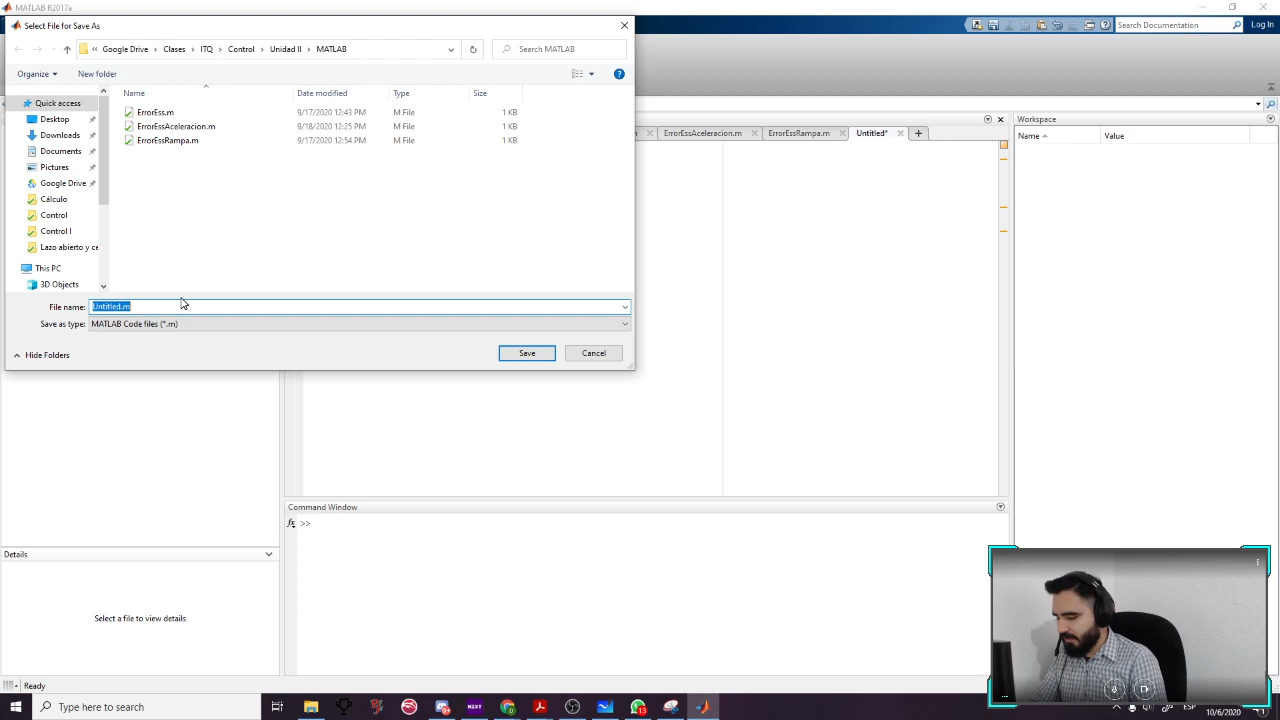 MATLAB R2017a
Select File for Save As
Search Documentation
Log In
« Google Drive > Clases > ITQ > Control > Unidad II > MATLAB
Search MATLAB
Organize
New folder
Name
Date modified
Type
Size
Quick access
Desktop
Downloads
Documents
Pictures
Google Drive
Cálculo
Control
Control I
Lazo abierto y ce
This PC
3D Objects
ErrorEss.m 9/17/2020 12:43 PM M File 1 KB
ErrorEssAceleracion.m 9/18/2020 12:25 PM M File 1 KB
ErrorEssRampa.m 9/17/2020 12:54 PM M File 1 KB
File name: Untitled.m
Save as type: MATLAB Code files (*.m)
Hide Folders
Save
Cancel
ErrorEssAceleracion.m
ErrorEssRampa.m
Untitled*
+
Workspace
Name
Value
Command Window
fx >>
Details
Select a file to view details
Ready
Type here to search
NEXT
13
ESP
10/6/2020